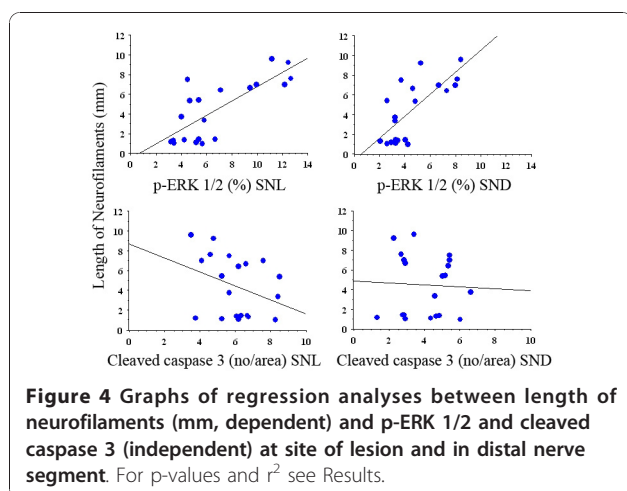 12
10
8
6
4
2
0
0 2 4 6 8 10 12 14
p-ERK 1/2 (%) SNL
12
10
8
6
4
2
0
0 2 4 6 8 10 12
p-ERK 1/2 (%) SND
Length of Neurofilaments (mm)
12
10
8
6
4
2
0
0 2 4 6 8 10
Cleaved caspase 3 (no/area) SNL
12
10
8
6
4
2
0
0 2 4 6 8 10
Cleaved caspase 3 (no/area) SND
Figure 4 Graphs of regression analyses between length of
neurofilaments (mm, dependent) and p-ERK 1/2 and cleaved
caspase 3 (independent) at site of lesion and in distal nerve
segment. For p-values and r² see Results.